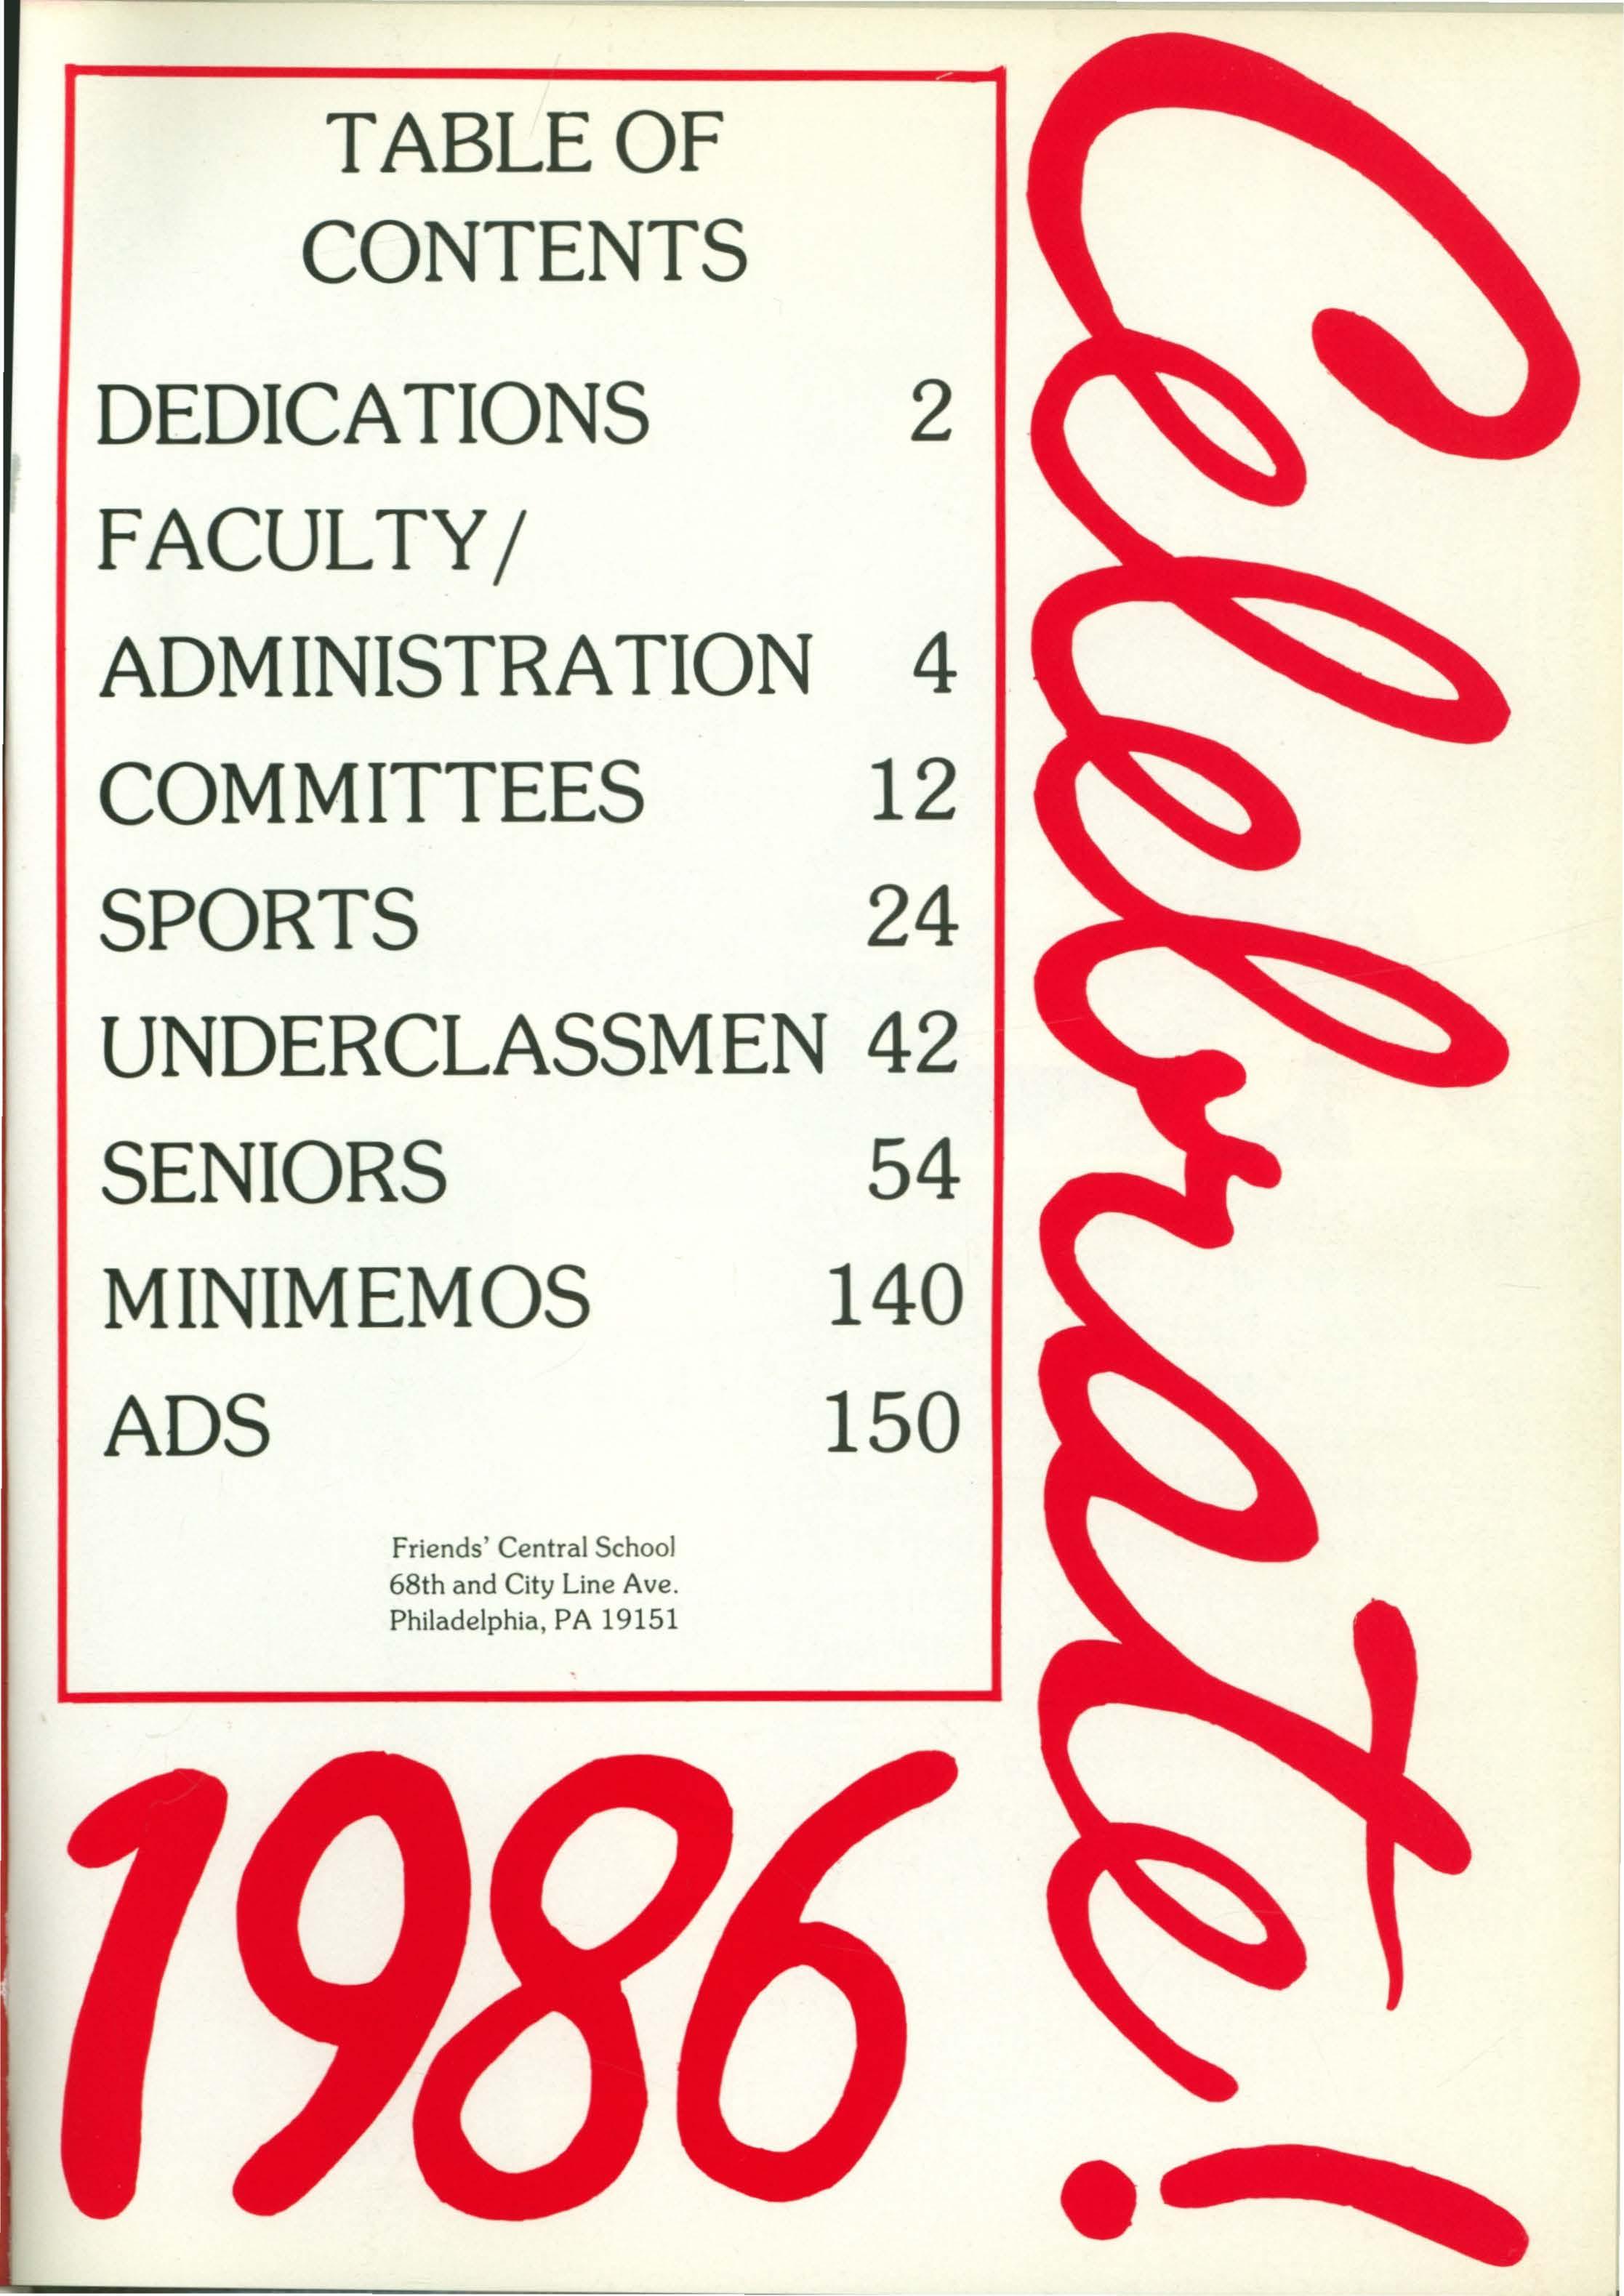 TABLE OF
CONTENTS
DEDICATIONS 2
FACULTY/
ADMINISTRATION 4
COMMITTEES 12
SPORTS 24
UNDERCLASSMEN 42
SENIORS 54
MINIMEMOS 140
ADS 150
Friends' Central School
68th and City Line Ave.
Philadelphia, PA 19151
1986
Celebrate!